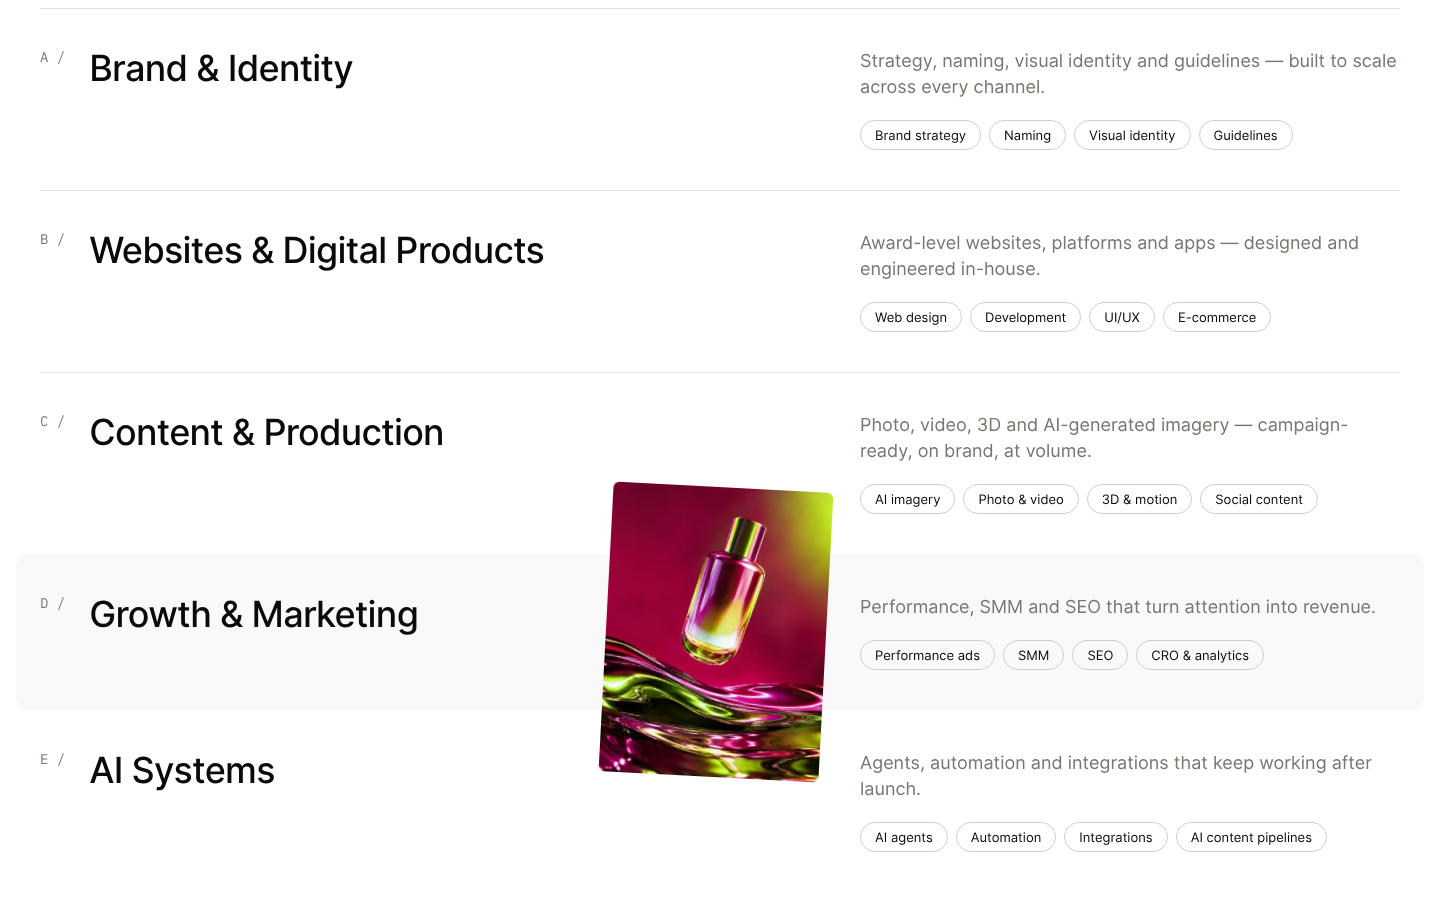 A /
Brand & Identity
Strategy, naming, visual identity and guidelines — built to scale
across every channel.
Brand strategy
Naming
Visual identity
Guidelines
B /
Websites & Digital Products
Award-level websites, platforms and apps — designed and
engineered in-house.
Web design
Development
UI/UX
E-commerce
C /
Content & Production
Photo, video, 3D and AI-generated imagery — campaign-
ready, on brand, at volume.
AI imagery
Photo & video
3D & motion
Social content
D /
Growth & Marketing
Performance, SMM and SEO that turn attention into revenue.
Performance ads
SMM
SEO
CRO & analytics
E /
AI Systems
Agents, automation and integrations that keep working after
launch.
AI agents
Automation
Integrations
AI content pipelines